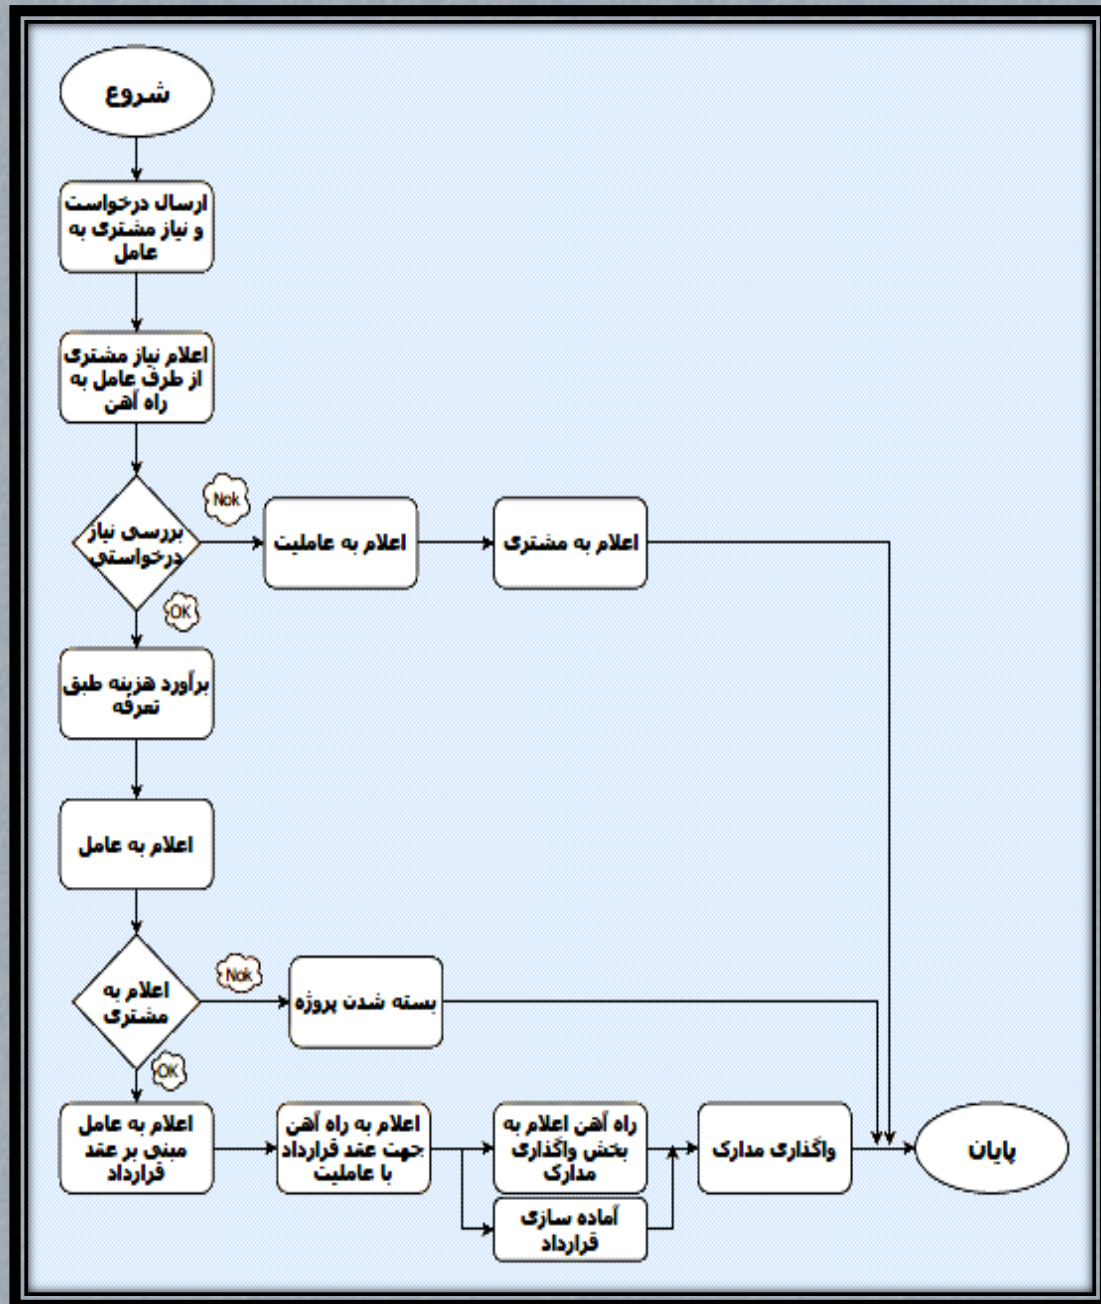 شروع
ارسال درخواست
و نیاز مشتری به
عامل
اعلام نیاز مشتری
از طرف عامل به
راه آهن
بررسی نیاز
درخواستی
Nok
اعلام به عاملیت
اعلام به مشتری
OK
برآورد هزینه طبق
تعرفه
اعلام به عامل
اعلام به
مشتری
Nok
بسته شدن پروژه
OK
اعلام به عامل
مبنی بر عقد
قرارداد
اعلام به راه آهن
جهت عقد قرارداد
با عاملیت
راه آهن اعلام به
بخش واگذاری
مدارک
آماده سازی
قرارداد
واگذاری مدارک
پایان